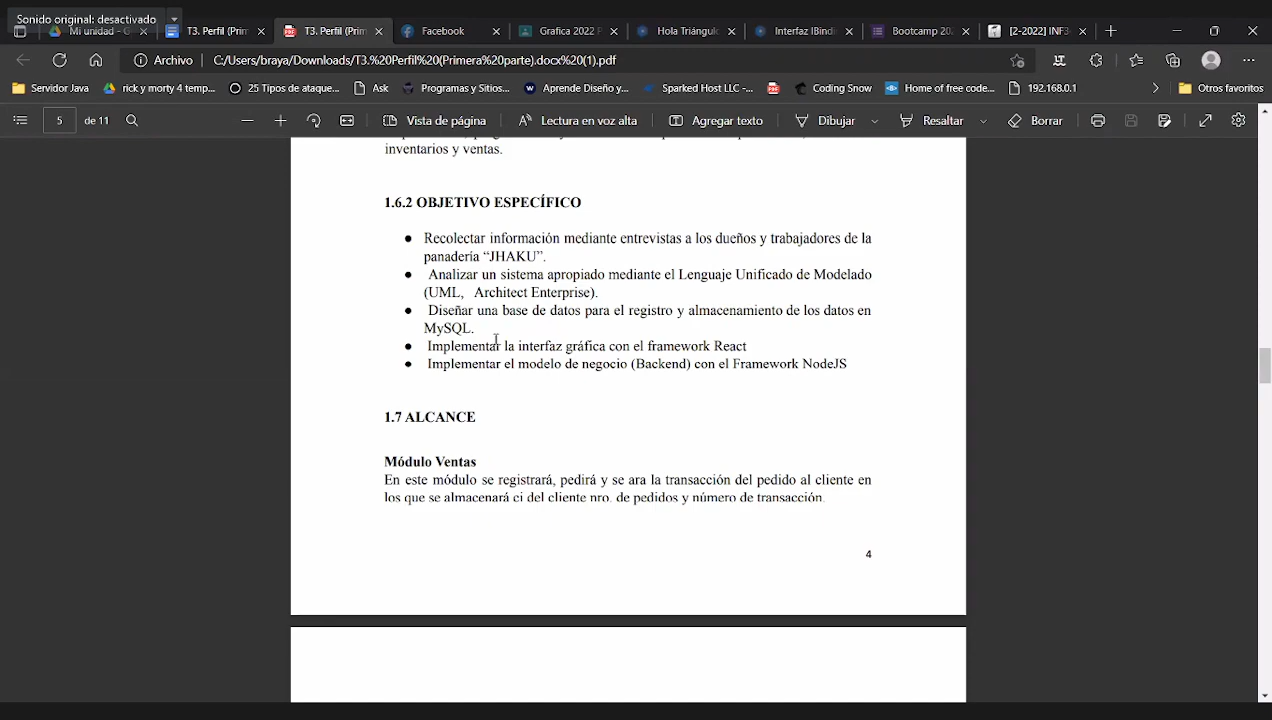 Sonido original: desactivado
Mi unidad - G
T3. Perfil (Prim
T3. Perfil (Prim
Facebook
Grafica 2022 P
Hola Triángulo
Interfaz IBindi
Bootcamp 202
[2-2022] INF3
Archivo
C:/Users/braya/Downloads/T3.%20Perfil%20(Primera%20parte).docx%20(1).pdf
Servidor Java
rick y morty 4 temp...
25 Tipos de ataque...
Ask
Programas y Sitios...
Aprende Diseño y...
Sparked Host LLC -...
Coding Snow
Home of free code...
192.168.0.1
Otros favoritos
5
de 11
Vista de página
Lectura en voz alta
Agregar texto
Dibujar
Resaltar
Borrar
inventarios y ventas.
1.6.2 OBJETIVO ESPECÍFICO
● Recolectar información mediante entrevistas a los dueños y trabajadores de la
panadería “JHAKU”.
● Analizar un sistema apropiado mediante el Lenguaje Unificado de Modelado
(UML, Architect Enterprise).
● Diseñar una base de datos para el registro y almacenamiento de los datos en
MySQL.
● Implementar la interfaz gráfica con el framework React
● Implementar el modelo de negocio (Backend) con el Framework NodeJS
1.7 ALCANCE
Módulo Ventas
En este módulo se registrará, pedirá y se ara la transacción del pedido al cliente en
los que se almacenará ci del cliente nro. de pedidos y número de transacción.
4